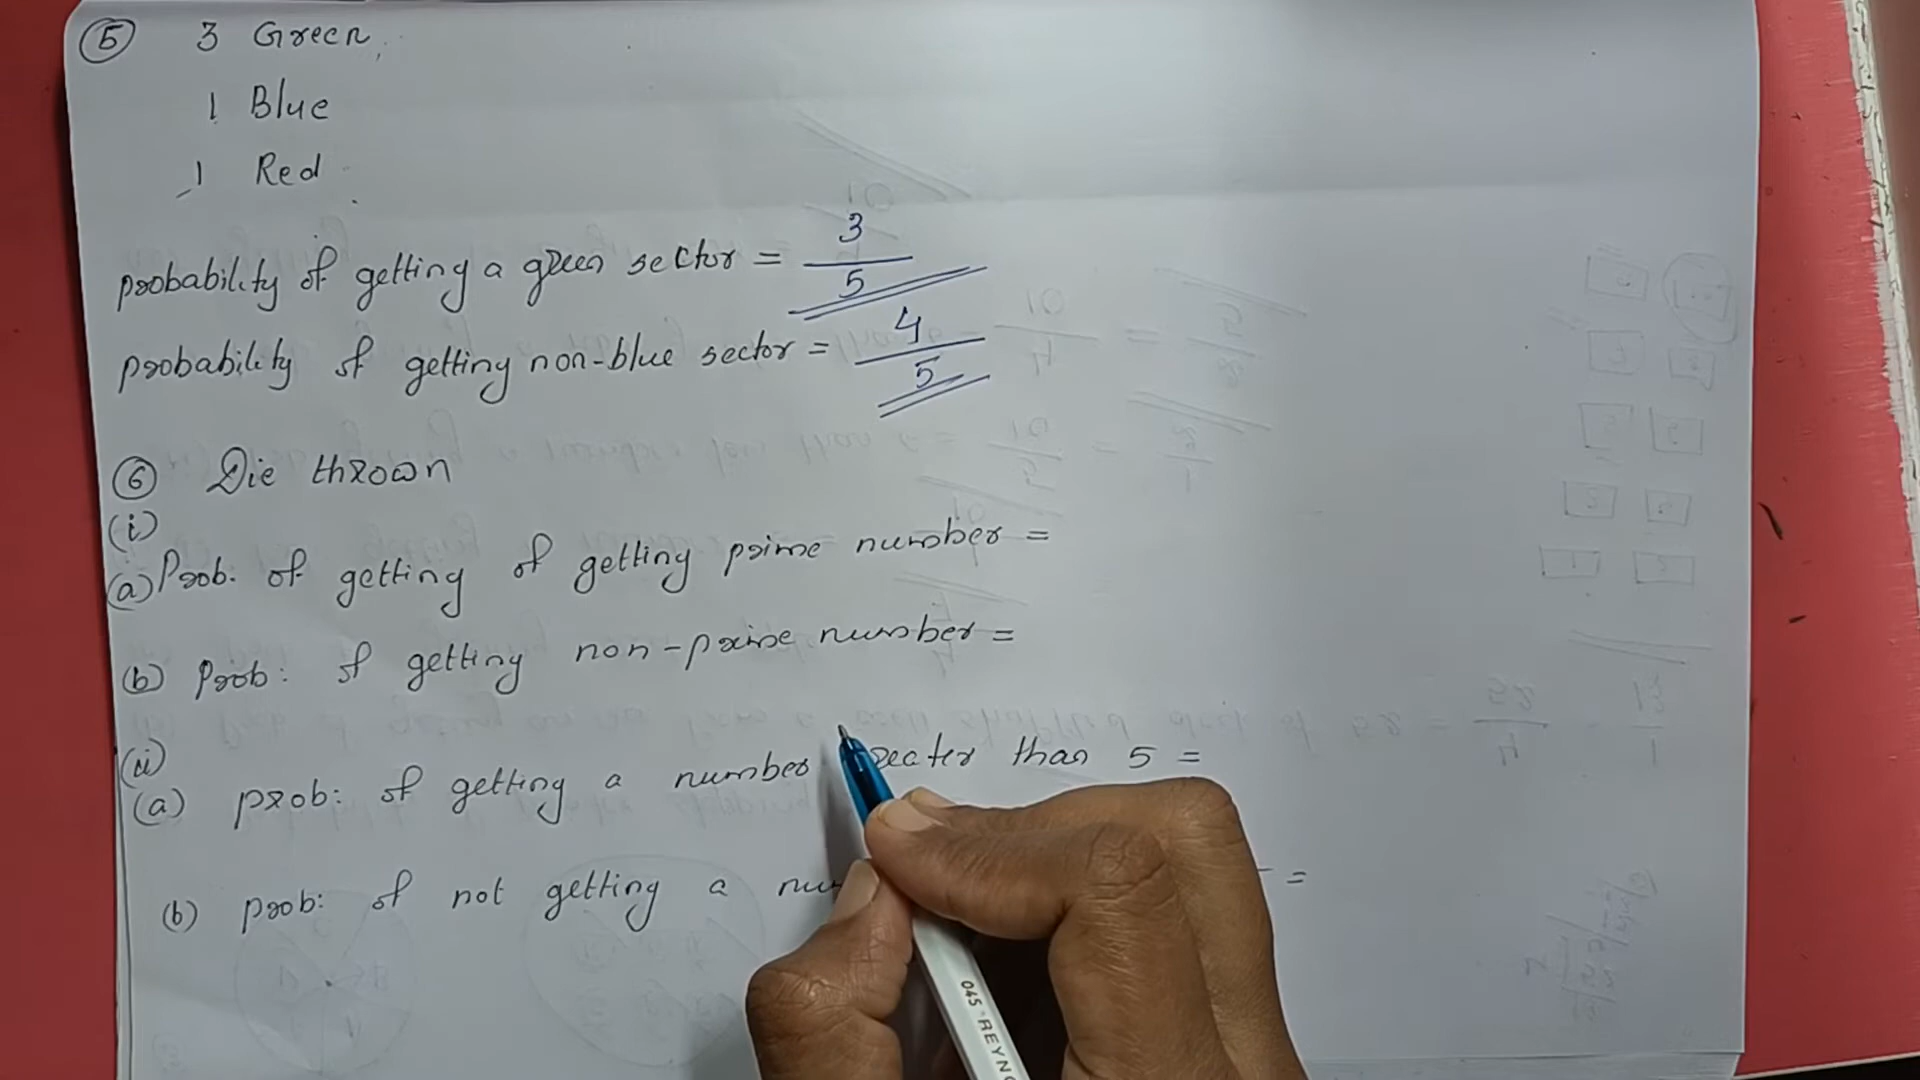 5 3 Green
1 Blue
1 Red
probability of getting a green sector = 3/5
probability of getting non-blue sector = 4/5
6 Die thrown
(i)
(a) Prob. of getting of getting prime number =
(b) Prob: of getting non-prime number =
(ii)
(a) prob: of getting a number greater than 5 =
(b) prob: of not getting a =
045 REYNO